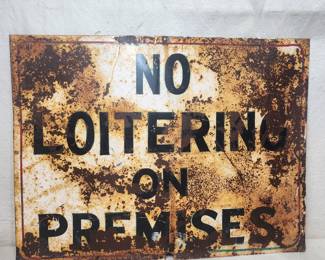 NO
LOITERING
ON
PREMISES